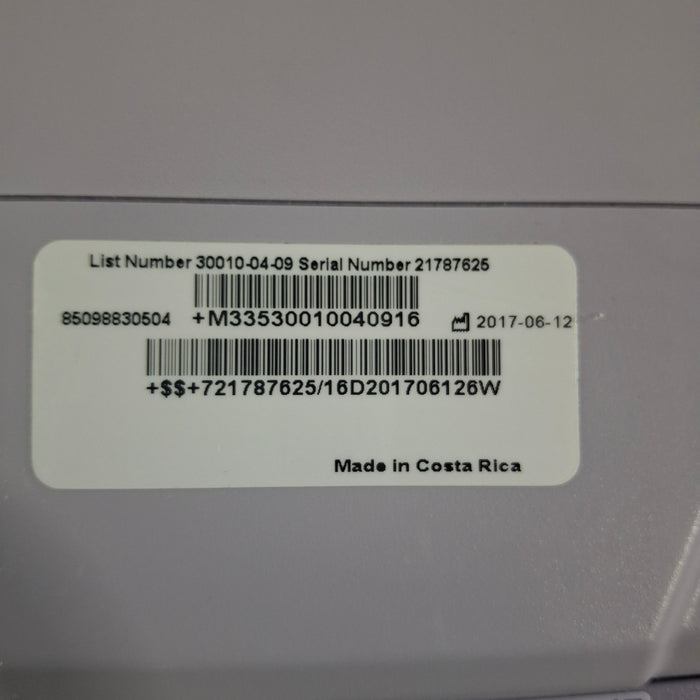 List Number 30010-04-09 Serial Number 21787625
85098830504 +M33530010040916 2017-06-12
+$$+721787625/16D201706126W
Made in Costa Rica